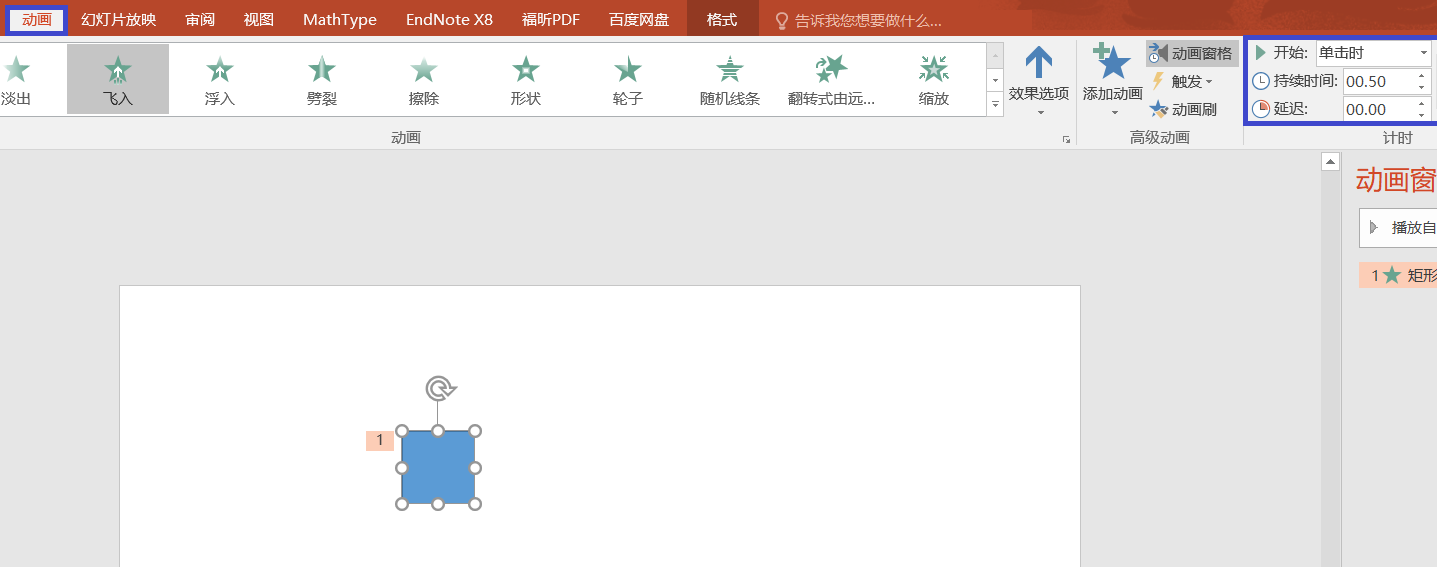 动画 幻灯片放映 审阅 视图 MathType EndNote X8 福昕PDF 百度网盘 格式 告诉我您想要做什么...
淡出 飞入 浮入 劈裂 擦除 形状 轮子 随机线条 翻转式由远... 缩放
效果选项
添加动画
动画窗格
触发
动画刷
开始: 单击时
持续时间: 00.50
延迟: 00.00
动画 高级动画 计时
动画窗
播放自
1 矩形
1